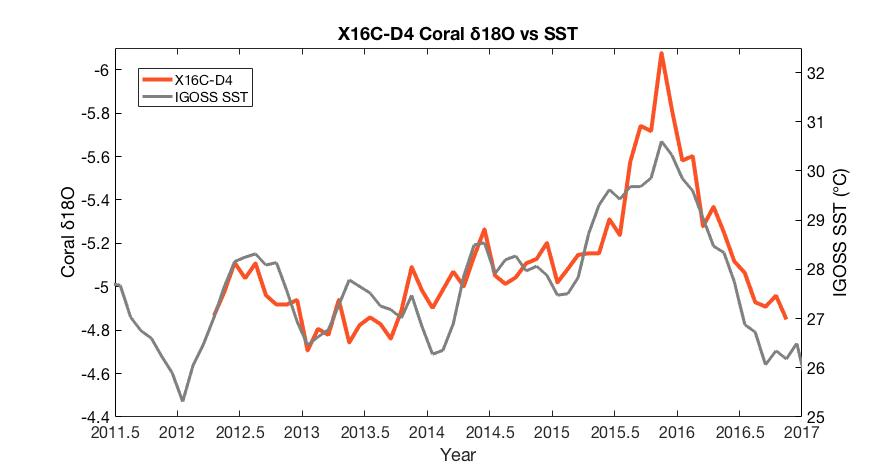 X16C-D4 Coral δ18O vs SST
X16C-D4
IGOSS SST
Coral δ18O
-6
-5.8
-5.6
-5.4
-5.2
-5
-4.8
-4.6
-4.4
IGOSS SST (°C)
32
31
30
29
28
27
26
25
2011.5 2012 2012.5 2013 2013.5 2014 2014.5 2015 2015.5 2016 2016.5 2017
Year